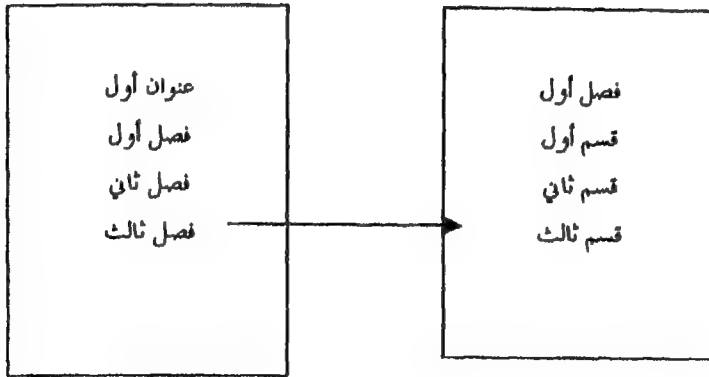 عنوان أول
فصل أول
فصل ثاني
فصل ثالث
فصل أول
قسم أول
قسم ثاني
قسم ثالث